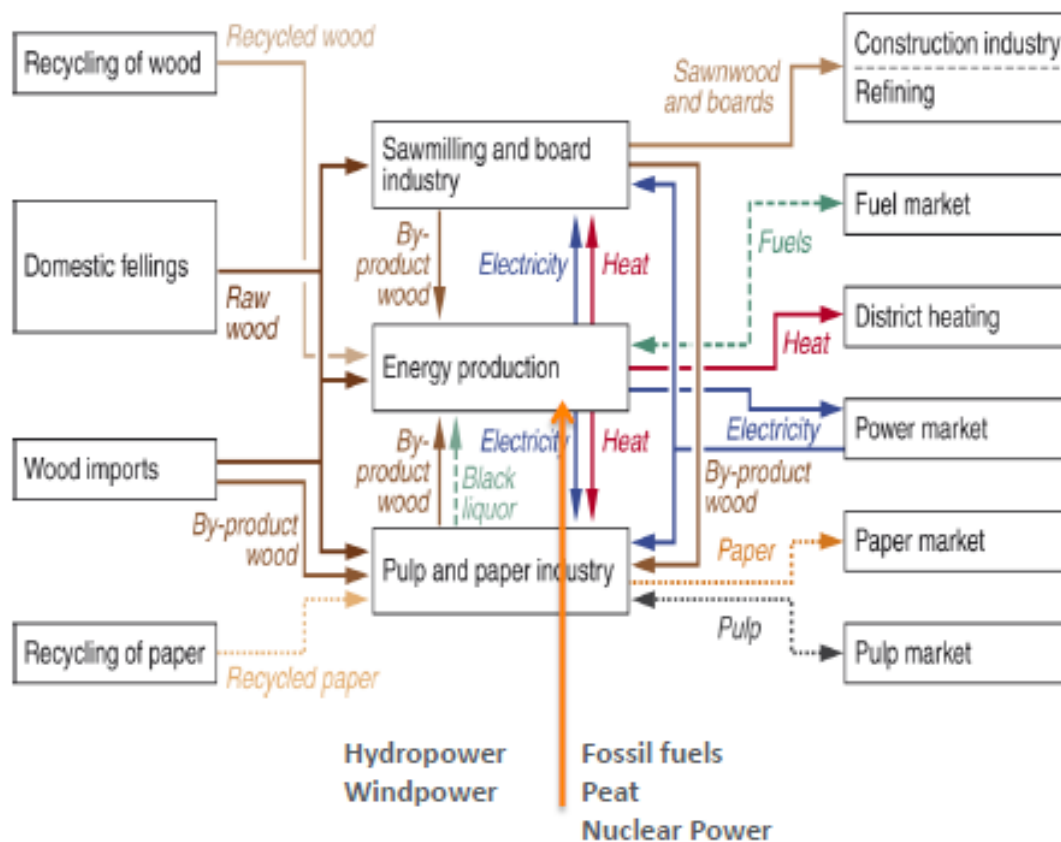 Recycling of wood
Recycled wood
Construction industry
Refining
Sawnwood
and boards
Sawmilling and board
industry
Fuel market
Fuels
Domestic fellings
Raw
wood
By-
product
wood
Electricity
Heat
District heating
Heat
Energy production
Power market
Electricity
Wood imports
By-product
wood
By-
product
wood
Black
liquor
Electricity
Heat
By-product
wood
Paper market
Paper
Pulp and paper industry
Recycling of paper
Recycled paper
Pulp
Pulp market
Hydropower
Windpower
Fossil fuels
Peat
Nuclear Power